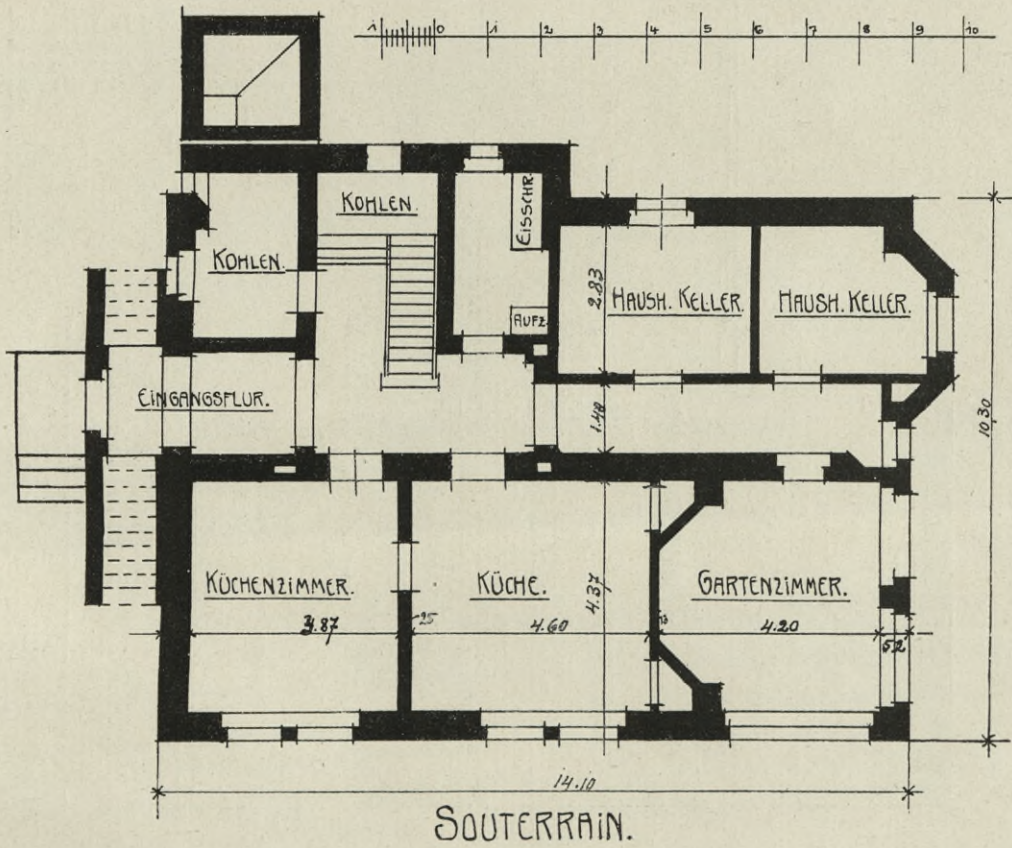 1 0 1 2 3 4 5 6 7 8 9 10
KOHLEN.
EISSCHR.
KOHLEN.
2.83
HAUSH. KELLER.
HAUSH. KELLER.
AUFZ.
EINGANGSFLUR.
1.48
10.30
KÜCHENZIMMER.
KÜCHE.
4.37
GARTENZIMMER.
25
13
3.87
4.60
4.20
52
14.10
SOUTERRAIN.